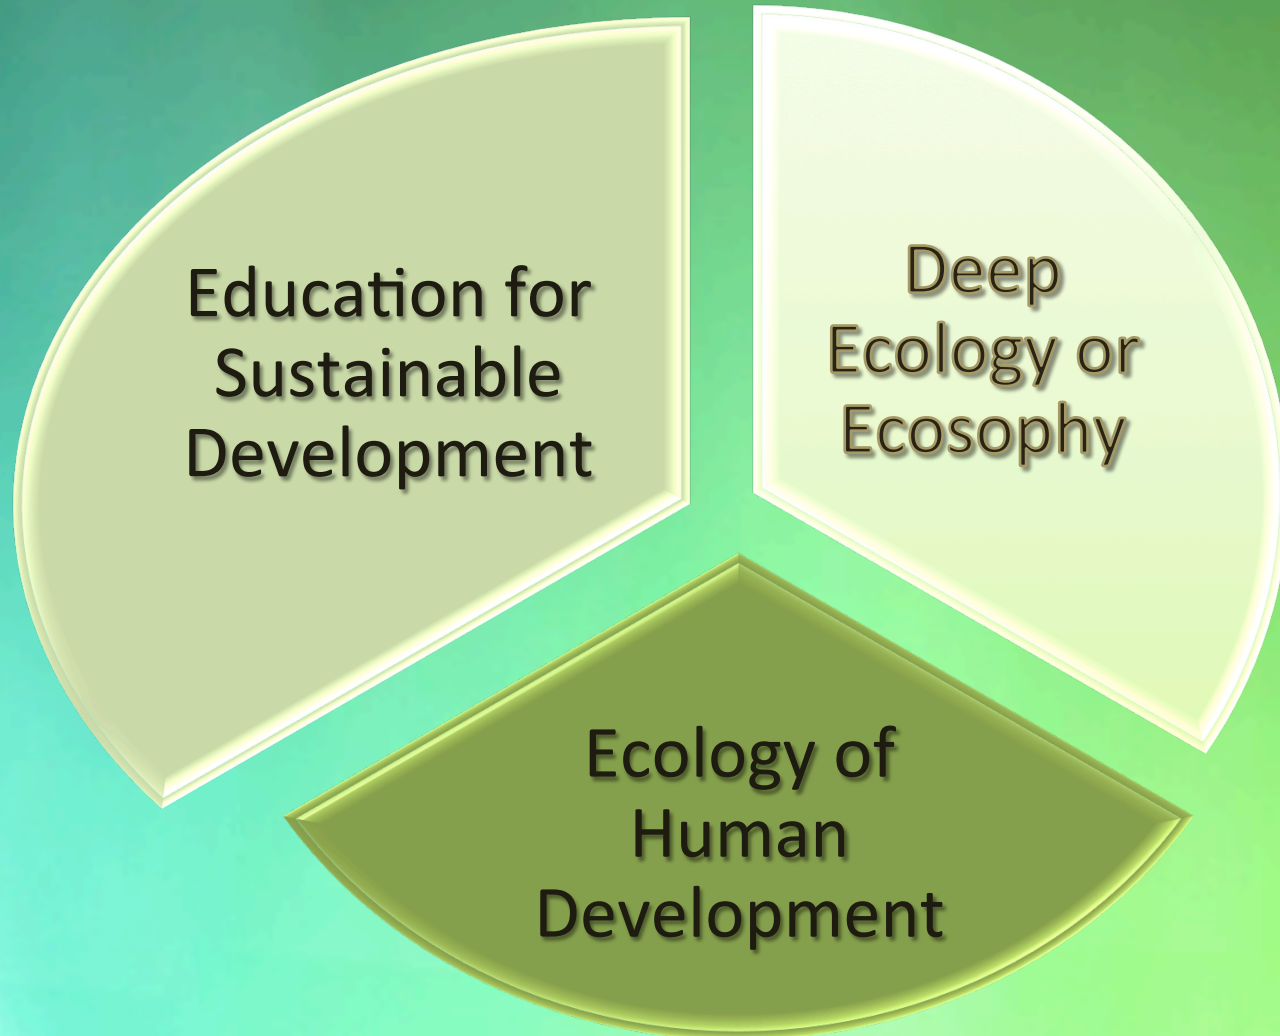 Education for
Sustainable
Development
Deep
Ecology or
Ecosophy
Ecology of
Human
Development